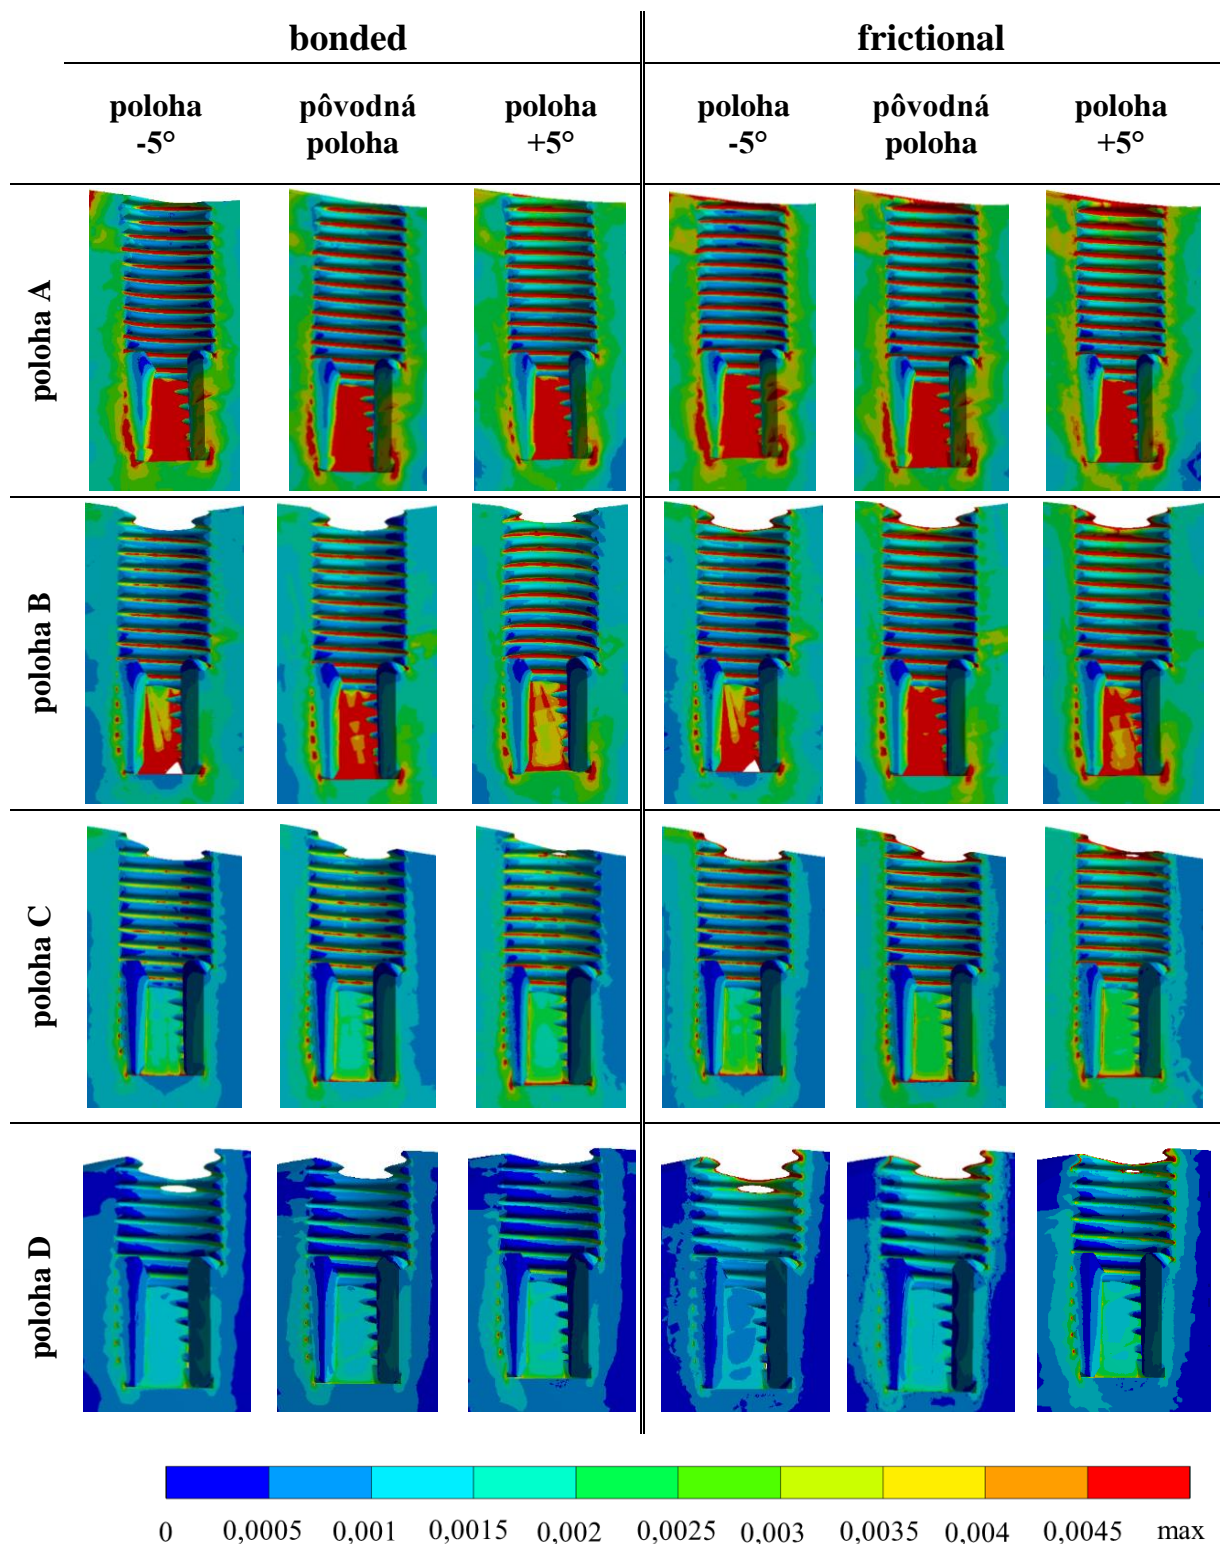 bonded
frictional
poloha
-5°
pôvodná
poloha
poloha
+5°
poloha
-5°
pôvodná
poloha
poloha
+5°
poloha A
poloha B
poloha C
poloha D
0
0,0005
0,001
0,0015
0,002
0,0025
0,003
0,0035
0,004
0,0045
max